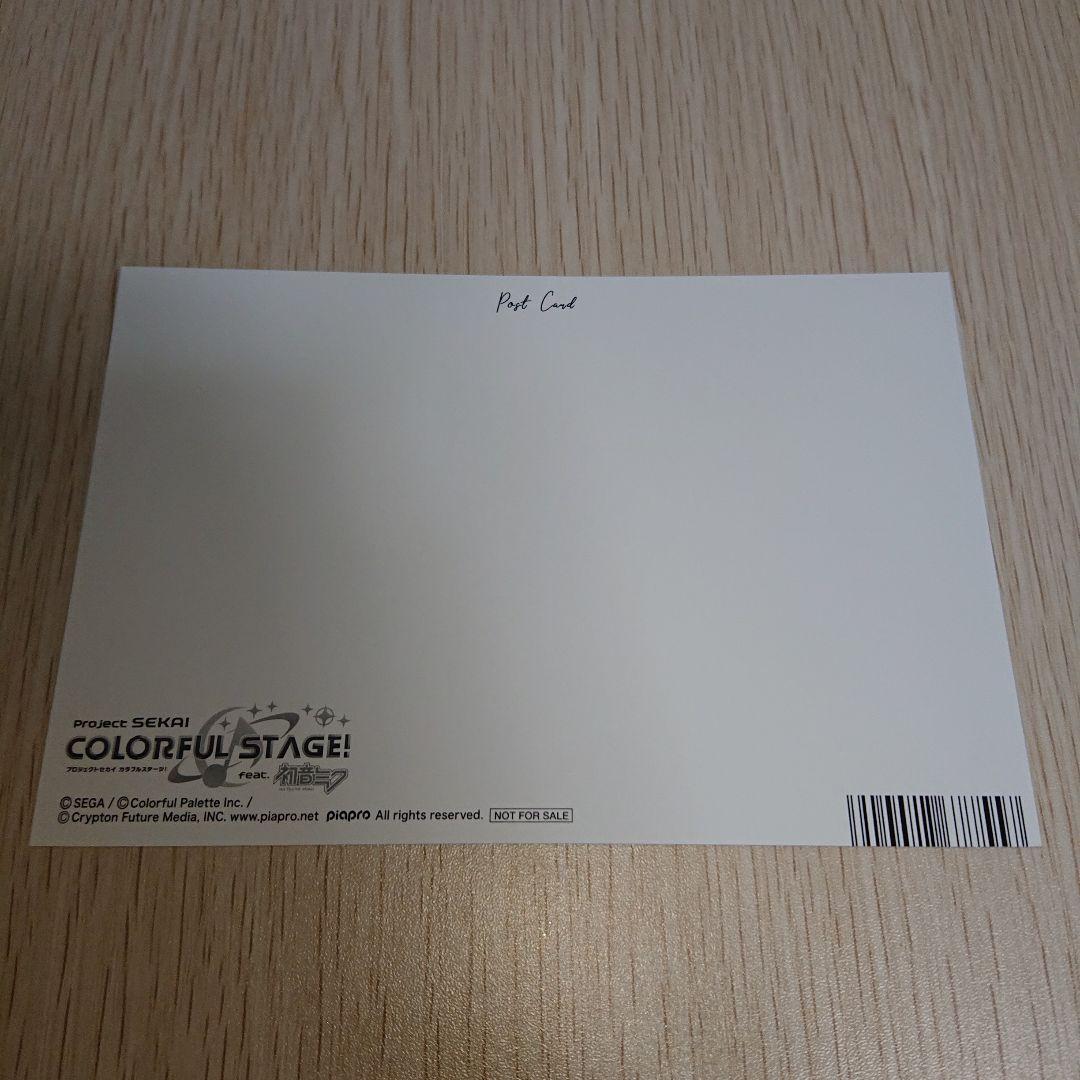 Post Card
Project SEKAI
COLORFUL STAGE!
プロジェクトセカイ カラフルステージ!
feat. 初音ミク
©SEGA / ©Colorful Palette Inc. /
©Crypton Future Media, INC. www.piapro.net piapro All rights reserved. NOT FOR SALE